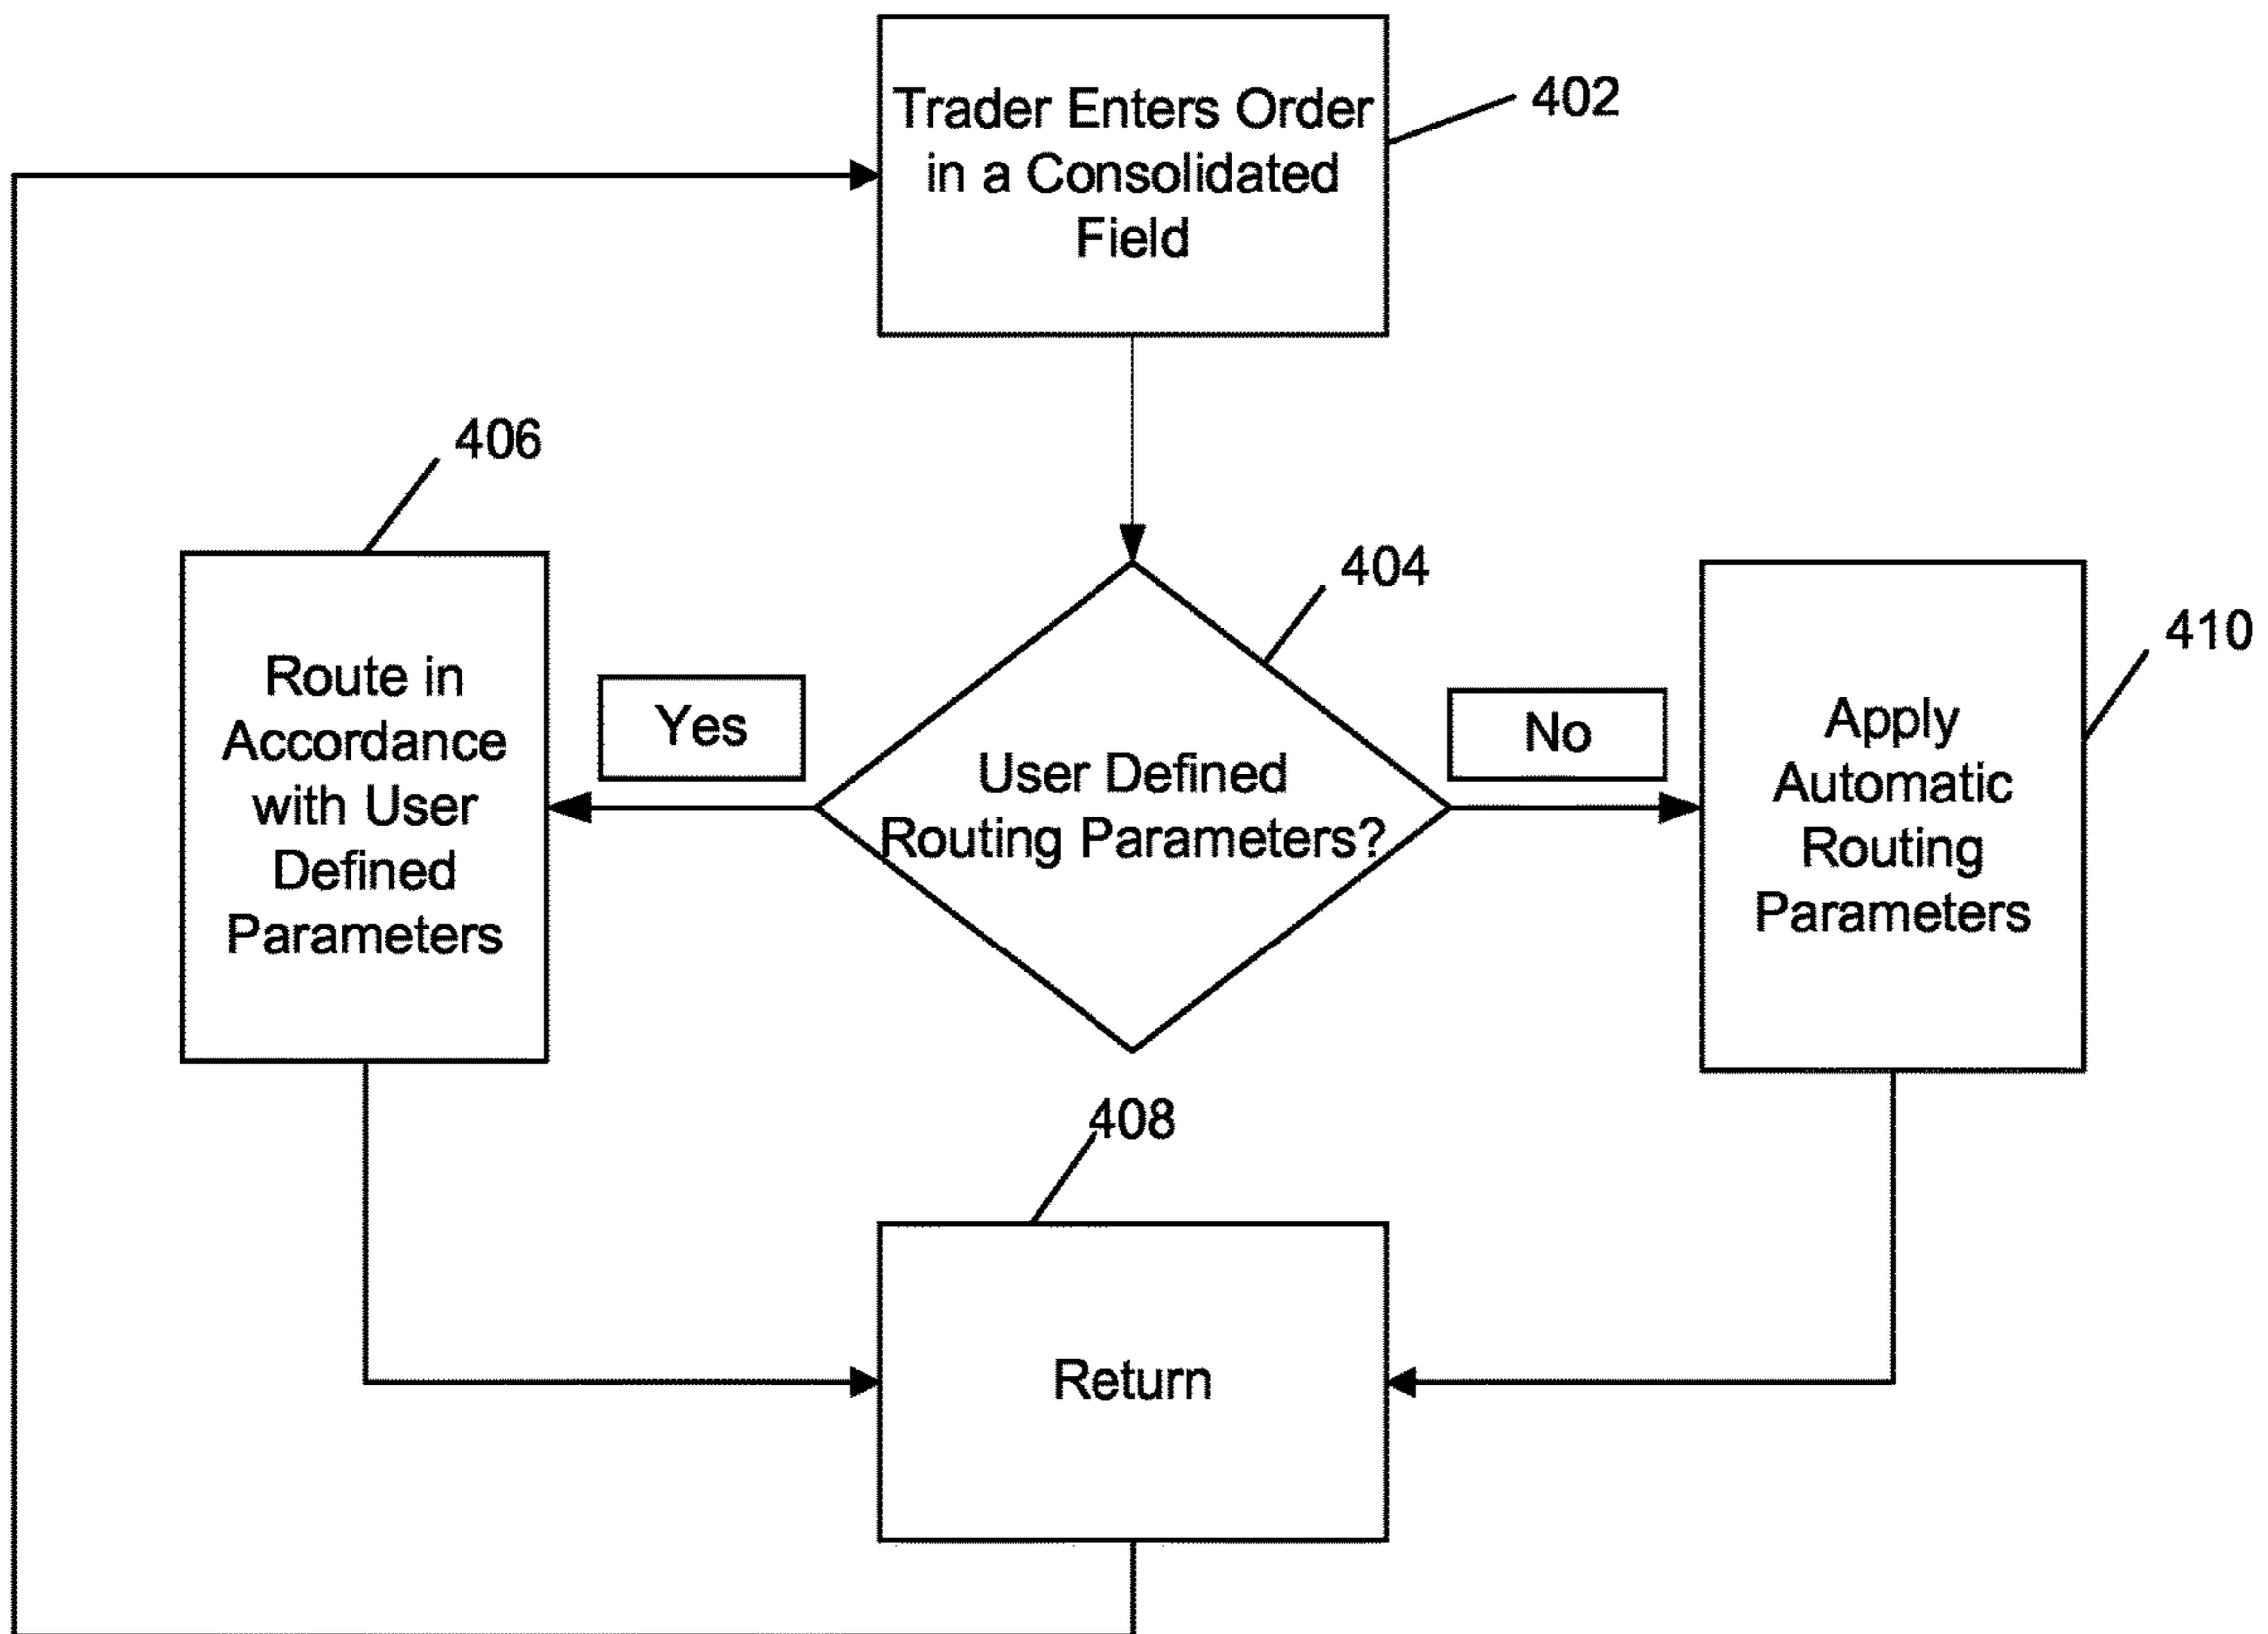 Trader Enters Order
in a Consolidated
Field
402
406
404
410
Route in
Accordance
with User
Defined
Parameters
Yes
User Defined
Routing Parameters?
No
Apply
Automatic
Routing
Parameters
408
Return